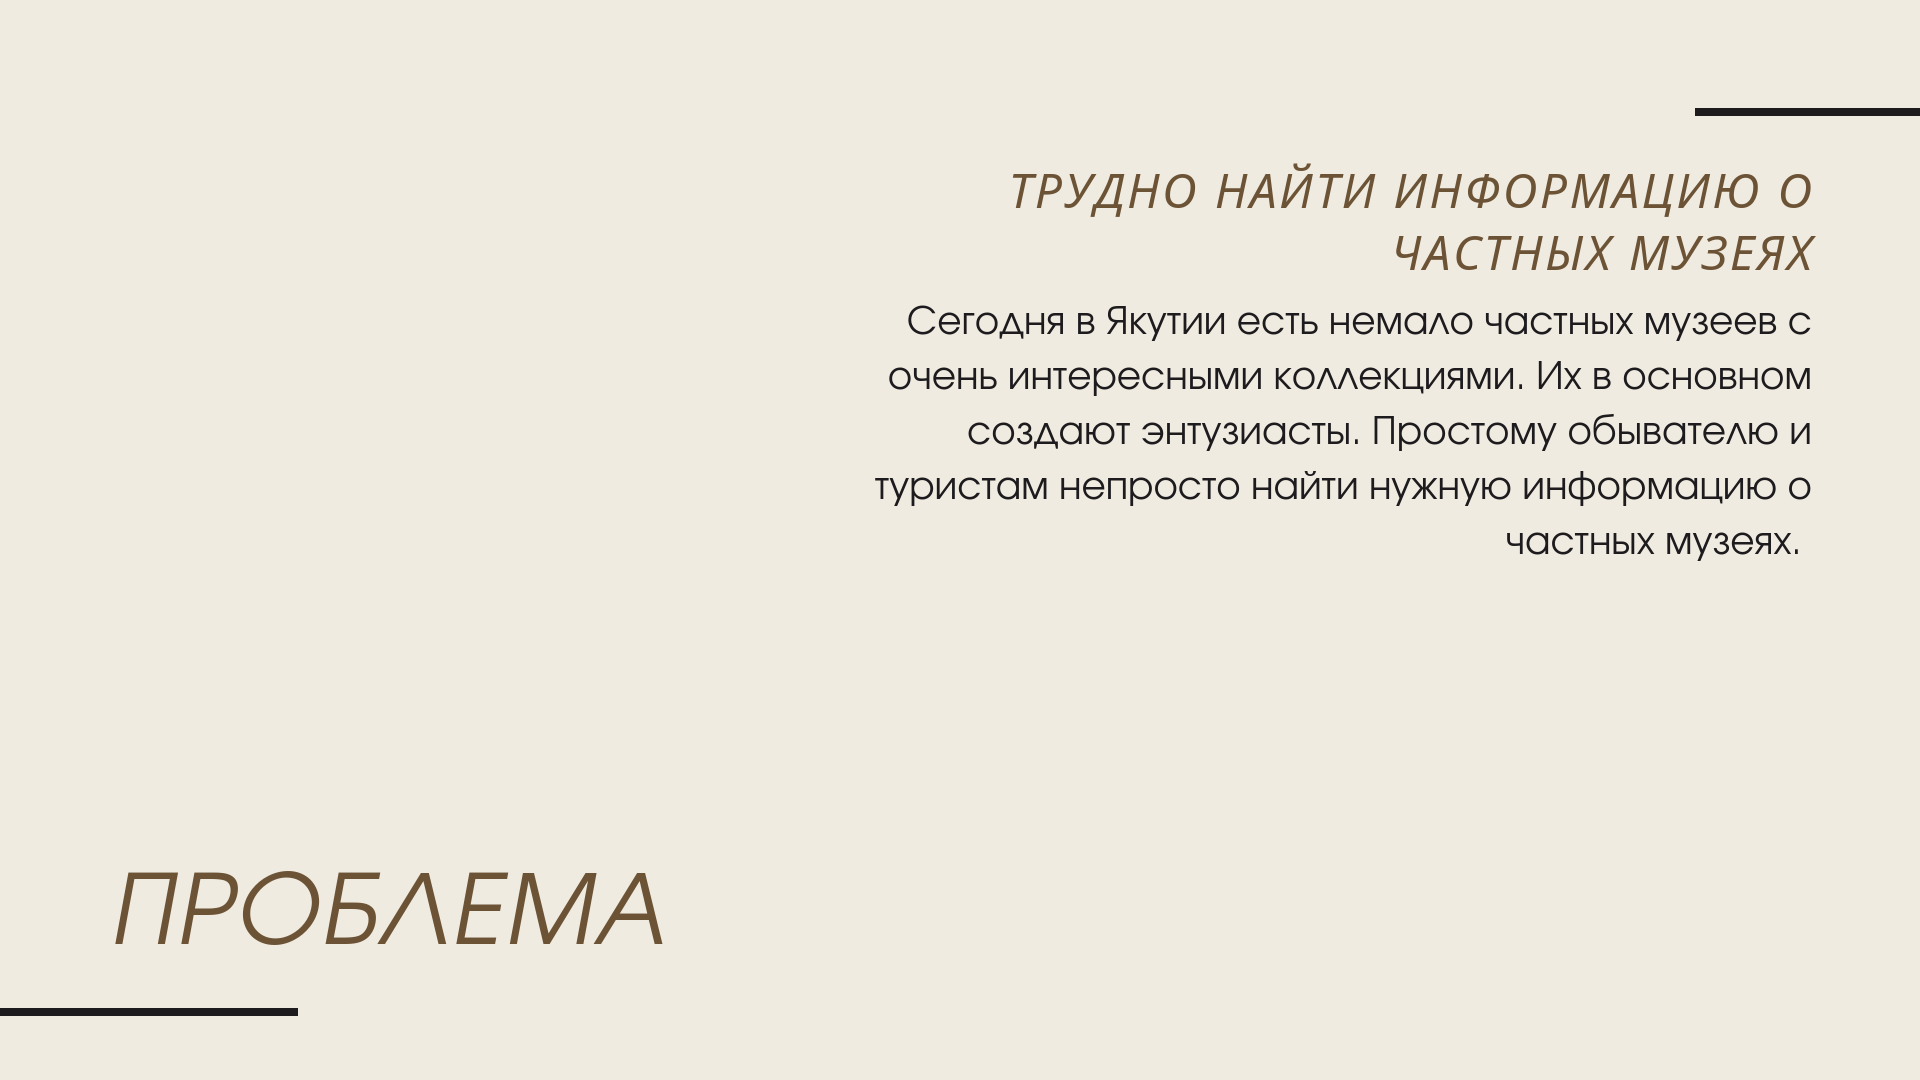 ТРУДНО НАЙТИ ИНФОРМАЦИЮ О
ЧАСТНЫХ МУЗЕЯХ
Сегодня в Якутии есть немало частных музеев с
очень интересными коллекциями. Их в основном
создают энтузиасты. Простому обывателю и
туристам непросто найти нужную информацию о
частных музеях.
ПРОБЛЕМА